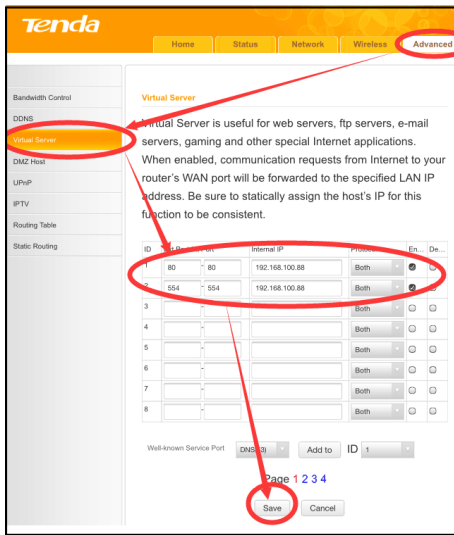 Tenda
Home Status Network Wireless Advanced
Bandwidth Control
DDNS
Virtual Server
DMZ Host
UPnP
IPTV
Routing Table
Static Routing
Virtual Server
Virtual Server is useful for web servers, ftp servers, e-mail
servers, gaming and other special Internet applications.
When enabled, communication requests from Internet to your
router's WAN port will be forwarded to the specified LAN IP
address. Be sure to statically assign the host's IP for this
function to be consistent.
ID Port Internal IP En... De...
1 80 - 80 192.168.100.88 Both
2 554 - 554 192.168.100.88 Both
3 - Both
4 - Both
5 - Both
6 - Both
7 - Both
8 - Both
Well-known Service Port Add to ID 1
Page 1 2 3 4
Save Cancel